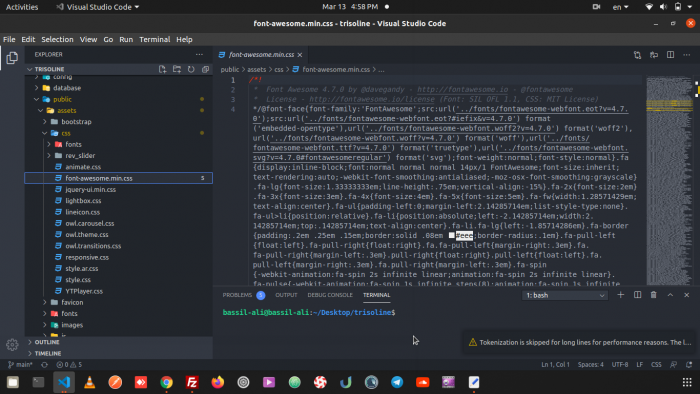 Activities
Visual Studio Code
Mar 13 4:58 PM
en
font-awesome.min.css - trisoline - Visual Studio Code
File Edit Selection View Go Run Terminal Help
EXPLORER
TRISOLINE
config
database
public
assets
bootstrap
css
fonts
rev_slider
animate.css
font-awesome.min.css 5
jquery-ui.min.css
lightbox.css
lineicon.css
owl.carousel.css
owl.theme.css
owl.transitions.css
responsive.css
style.ar.css
style.css
YTPlayer.css
favicon
fonts
images
js
OUTLINE
TIMELINE
font-awesome.min.css
public > assets > css > font-awesome.min.css > ...
1 /*!
2 * Font Awesome 4.7.0 by @davegandy - http://fontawesome.io - @fontawesome
3 * License - http://fontawesome.io/license (Font: SIL OFL 1.1, CSS: MIT License)
4 */@font-face{font-family:'FontAwesome';src:url('../fonts/fontawesome-webfont.eot?v=4.7.
0');src:url('../fonts/fontawesome-webfont.eot?#iefix&v=4.7.0') format
('embedded-opentype'),url('../fonts/fontawesome-webfont.woff2?v=4.7.0') format('woff2'),
url('../fonts/fontawesome-webfont.woff?v=4.7.0') format('woff'),url('../fonts/
fontawesome-webfont.ttf?v=4.7.0') format('truetype'),url('../fonts/fontawesome-webfont.
svg?v=4.7.0#fontawesomeregular') format('svg');font-weight:normal;font-style:normal}.fa
{display:inline-block;font:normal normal normal 14px/1 FontAwesome;font-size:inherit;
text-rendering:auto;-webkit-font-smoothing:antialiased;-moz-osx-font-smoothing:grayscale}
.fa-lg{font-size:1.33333333em;line-height:.75em;vertical-align:-15%}.fa-2x{font-size:2em}
.fa-3x{font-size:3em}.fa-4x{font-size:4em}.fa-5x{font-size:5em}.fa-fw{width:1.28571429em;
text-align:center}.fa-ul{padding-left:0;margin-left:2.14285714em;list-style-type:none}.
fa-ul>li{position:relative}.fa-li{position:absolute;left:-2.14285714em;width:2.
14285714em;top:.14285714em;text-align:center}.fa-li.fa-lg{left:-1.85714286em}.fa-border
{padding:.2em .25em .15em;border:solid .08em #eee;border-radius:.1em}.fa-pull-left
{float:left}.fa-pull-right{float:right}.fa.fa-pull-left{margin-right:.3em}.fa.
fa-pull-right{margin-left:.3em}.pull-right{float:right}.pull-left{float:left}.fa.
pull-left{margin-right:.3em}.fa.pull-right{margin-left:.3em}.fa-spin
{-webkit-animation:fa-spin 2s infinite linear;animation:fa-spin 2s infinite linear}.
fa-pulse{-webkit-animation:fa-spin 1s infinite steps(8);animation:fa-spin 1s infinite
PROBLEMS 5 OUTPUT DEBUG CONSOLE TERMINAL
1: bash
bassil-ali@bassil-ali:~/Desktop/trisoline$
Tokenization is skipped for long lines for performance reasons. The l...
main* 0 5
Ln 1, Col 1 Spaces: 4 UTF-8 LF CSS